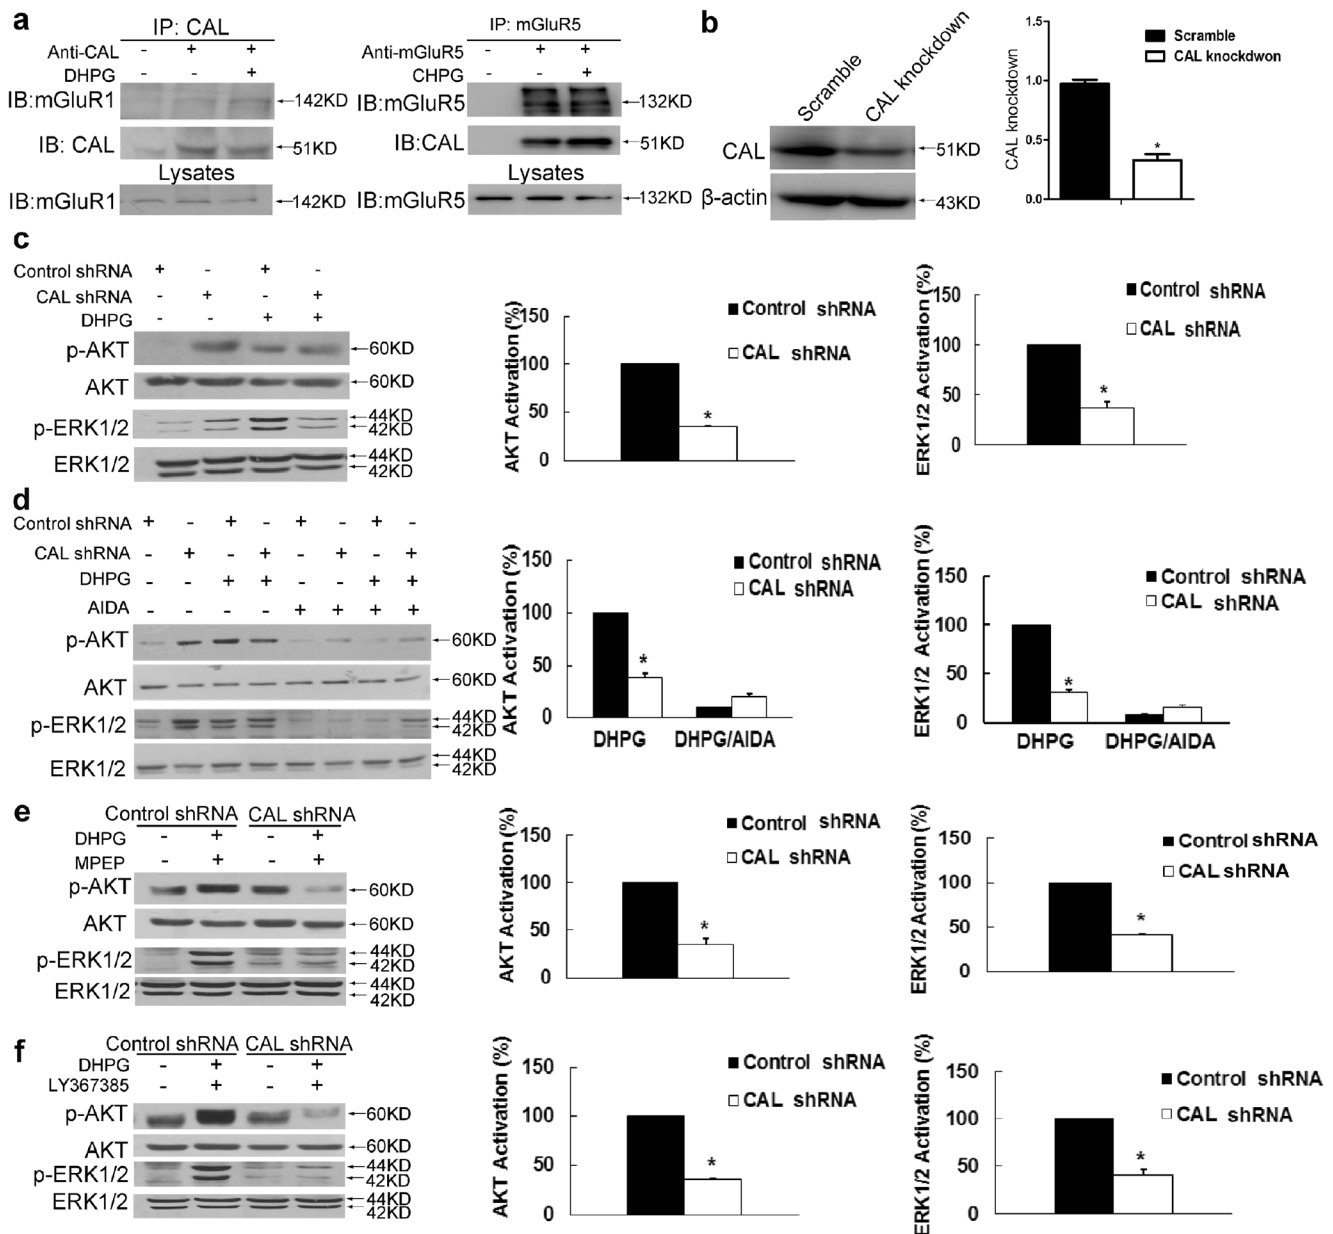 a
IP: CAL
Anti-CAL - + +
DHPG - - +
IB:mGluR1 142KD
IB: CAL 51KD
Lysates
IB:mGluR1 142KD
IP: mGluR5
Anti-mGluR5 - + +
CHPG - - +
IB:mGluR5 132KD
IB:CAL 51KD
Lysates
IB:mGluR5 132KD
b
Scramble CAL knockdown
CAL 51KD
β-actin 43KD
CAL knockdown
1.5
1.0
0.5
0.0
*
Scramble
CAL knockdwon
c
Control shRNA + - + -
CAL shRNA - + - +
DHPG - - + +
p-AKT 60KD
AKT 60KD
p-ERK1/2 44KD
42KD
ERK1/2 44KD
42KD
AKT Activation (%)
150
100
50
0
*
Control shRNA
CAL shRNA
ERK1/2 Activation (%)
150
100
50
0
*
Control shRNA
CAL shRNA
d
Control shRNA + - + - + - + -
CAL shRNA - + - + - + - +
DHPG - - + + - - + +
AIDA - - - - + + + +
p-AKT 60KD
AKT 60KD
p-ERK1/2 44KD
42KD
ERK1/2 44KD
42KD
AKT Activation (%)
150
100
50
0
*
DHPG DHPG/AIDA
Control shRNA
CAL shRNA
ERK1/2 Activation (%)
150
100
50
0
*
DHPG DHPG/AIDA
Control shRNA
CAL shRNA
e
Control shRNA CAL shRNA
DHPG - + - +
MPEP - + - +
p-AKT 60KD
AKT 60KD
p-ERK1/2 44KD
42KD
ERK1/2 44KD
42KD
AKT Activation (%)
150
100
50
0
*
Control shRNA
CAL shRNA
ERK1/2 Activation (%)
150
100
50
0
*
Control shRNA
CAL shRNA
f
Control shRNA CAL shRNA
DHPG - + - +
LY367385 - + - +
p-AKT 60KD
AKT 60KD
p-ERK1/2 44KD
42KD
ERK1/2 44KD
42KD
AKT Activation (%)
150
100
50
0
*
Control shRNA
CAL shRNA
ERK1/2 Activation (%)
150
100
50
0
*
Control shRNA
CAL shRNA